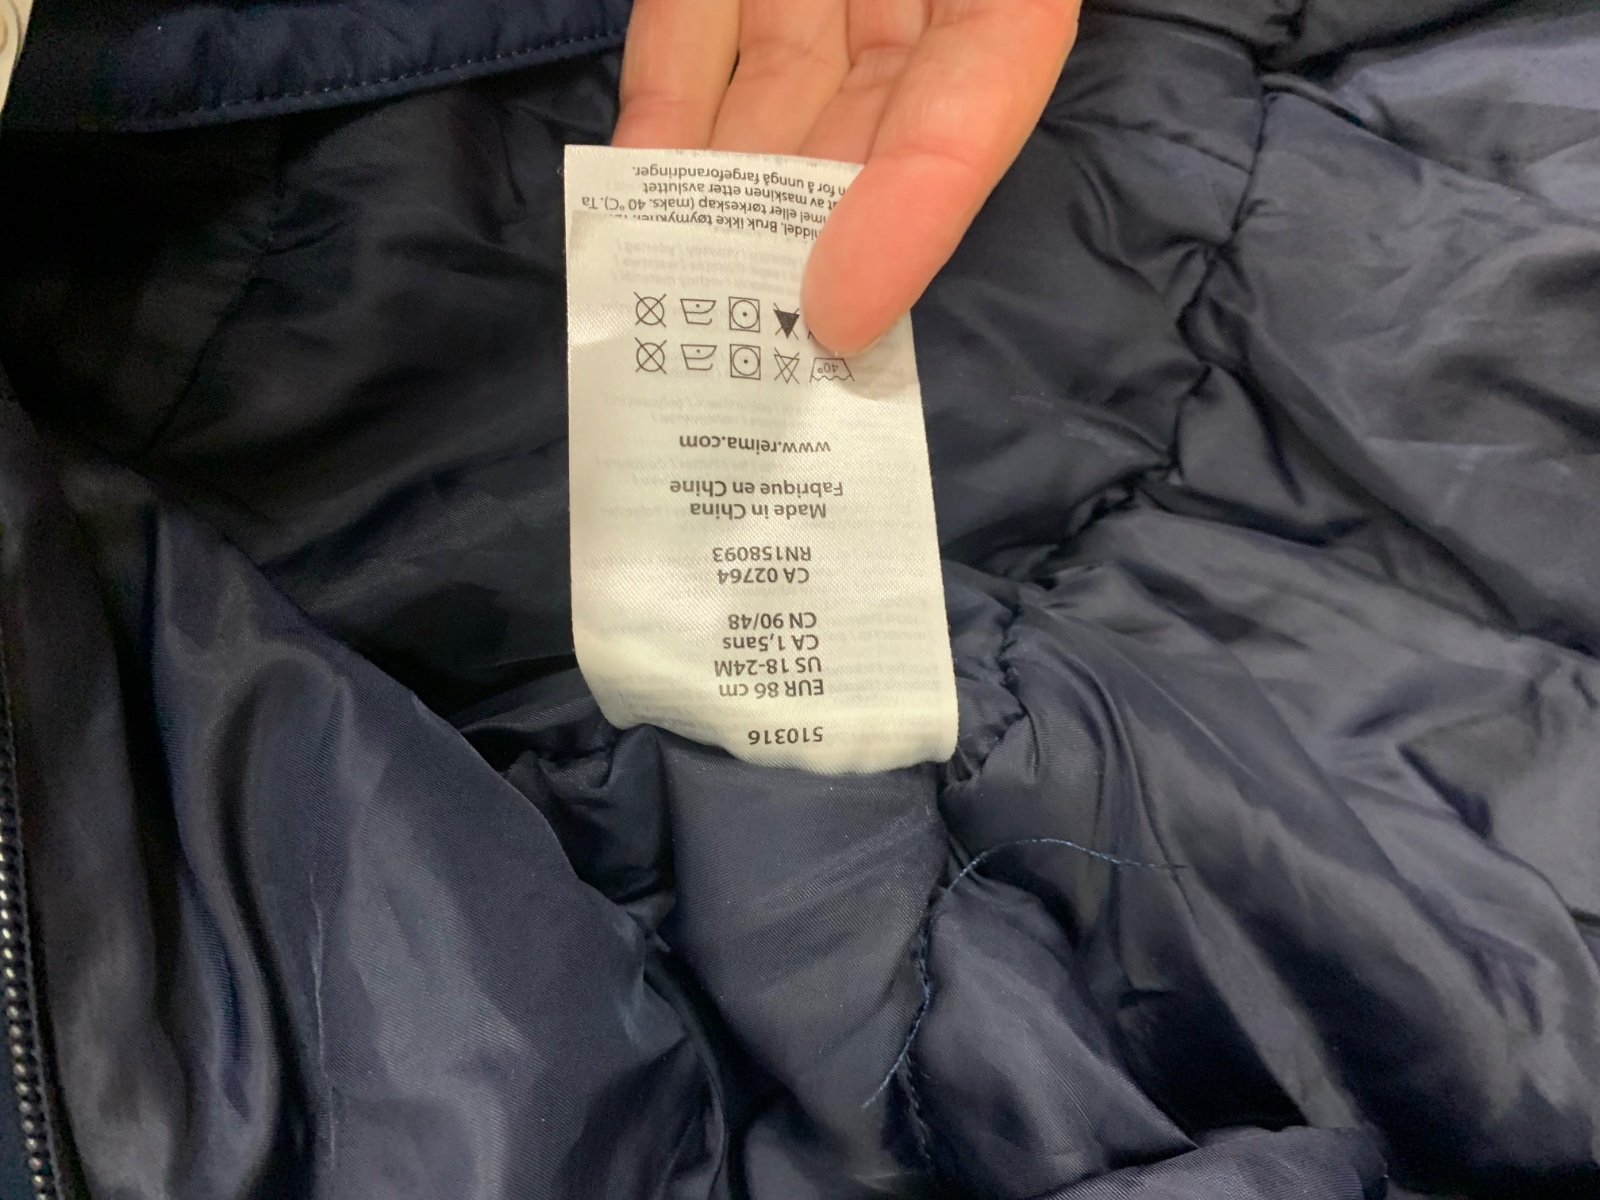 510316
EUR 86 cm
US 18-24M
CA 1,5ans
CN 90/48
CA 02764
RN158093
Made in China
Fabrique en Chine
www.reima.com
40°
middel. Bruk ikke tøymykner.
eller tørkeskap (maks. 40°C). Ta
ut av maskinen etter avsluttet
for å unngå fargeforandringer.